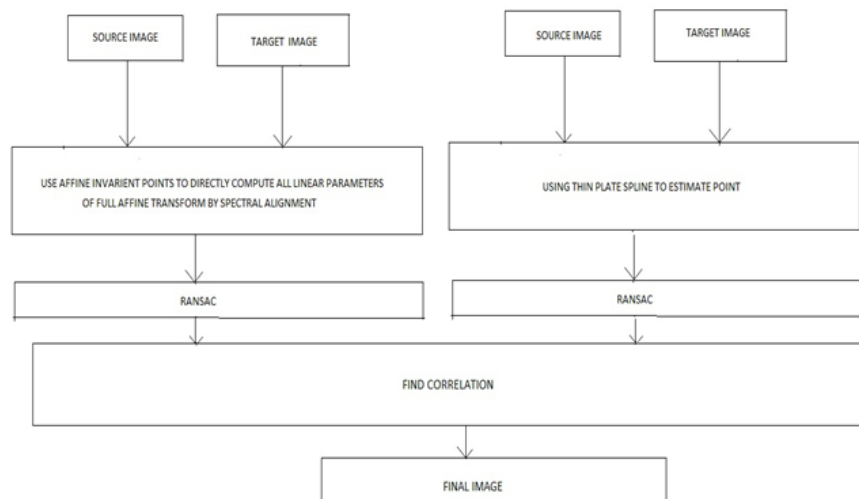 SOURCE IMAGE
TARGET IMAGE
SOURCE IMAGE
TARGET IMAGE
USE AFFINE INVARIENT POINTS TO DIRECTLY COMPUTE ALL LINEAR PARAMETERS
OF FULL AFFINE TRANSFORM BY SPECTRAL ALIGNMENT
USING THIN PLATE SPLINE TO ESTIMATE POINT
RANSAC
RANSAC
FIND CORRELATION
FINAL IMAGE